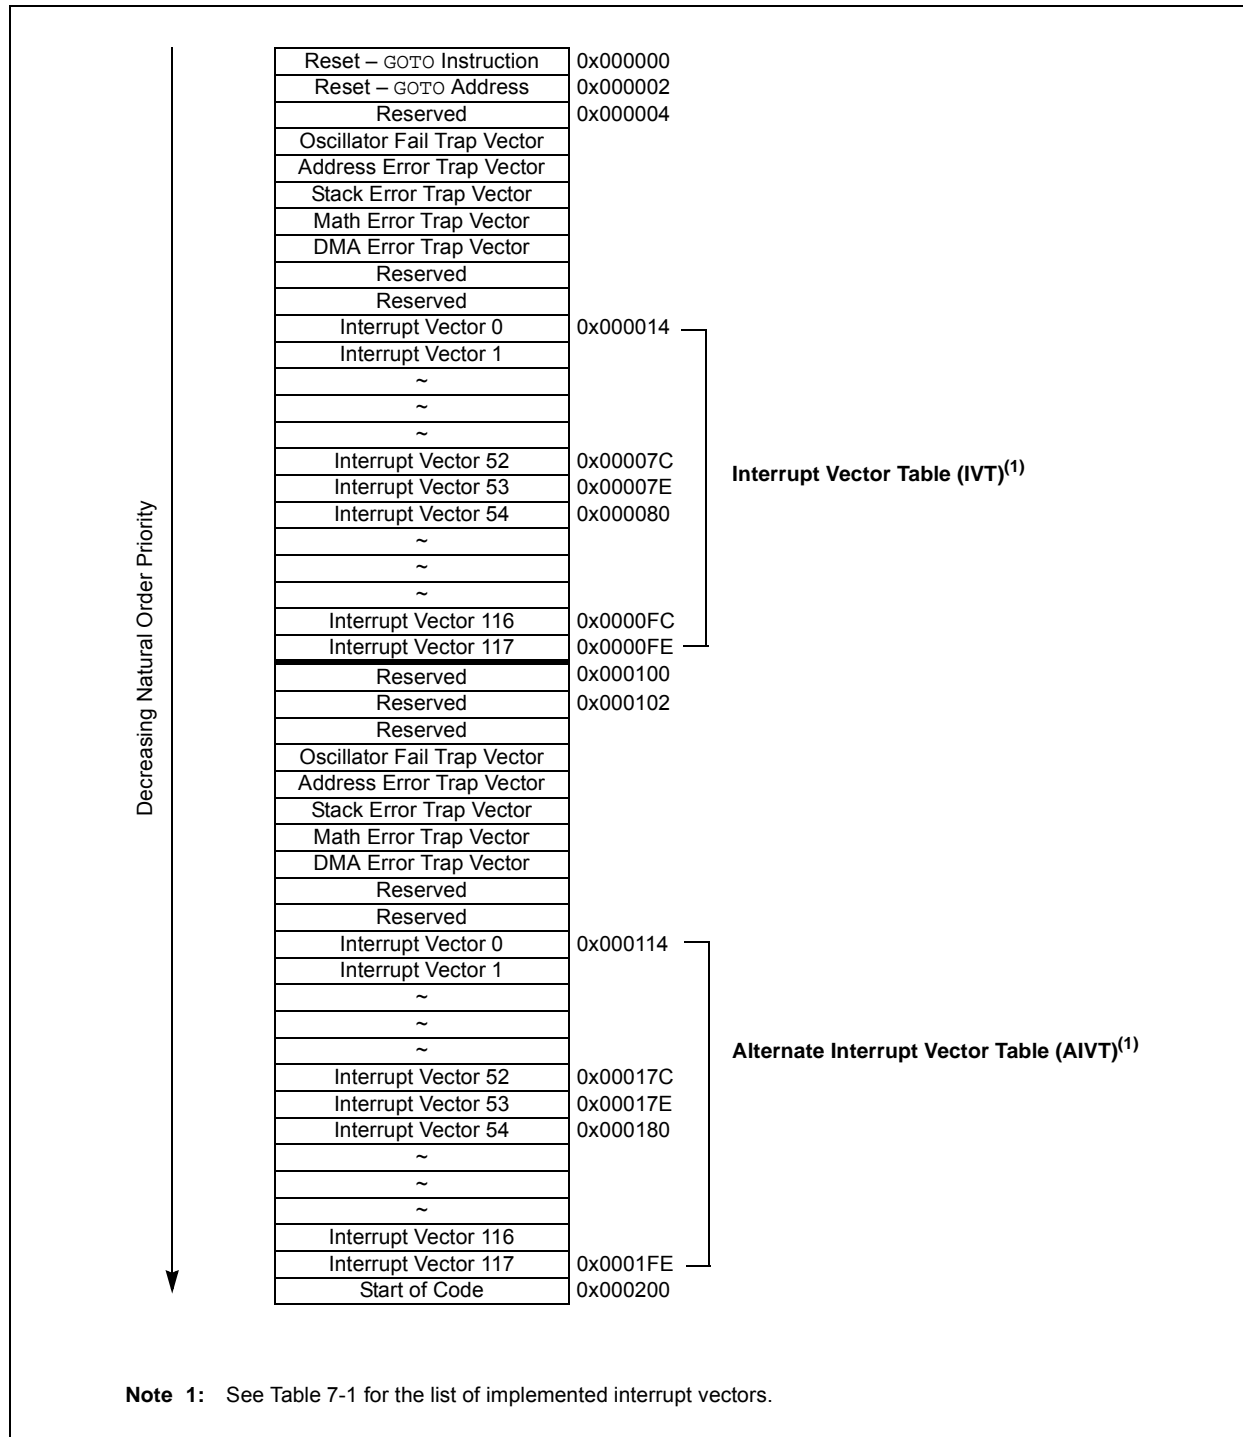 Decreasing Natural Order Priority
Reset – GOTO Instruction 0x000000
Reset – GOTO Address 0x000002
Reserved 0x000004
Oscillator Fail Trap Vector
Address Error Trap Vector
Stack Error Trap Vector
Math Error Trap Vector
DMA Error Trap Vector
Reserved
Reserved
Interrupt Vector 0 0x000014
Interrupt Vector 1
~
~
~
Interrupt Vector 52 0x00007C
Interrupt Vector 53 0x00007E
Interrupt Vector 54 0x000080
~
~
~
Interrupt Vector 116 0x0000FC
Interrupt Vector 117 0x0000FE
Interrupt Vector Table (IVT)(1)
Reserved 0x000100
Reserved 0x000102
Reserved
Oscillator Fail Trap Vector
Address Error Trap Vector
Stack Error Trap Vector
Math Error Trap Vector
DMA Error Trap Vector
Reserved
Reserved
Interrupt Vector 0 0x000114
Interrupt Vector 1
~
~
~
Interrupt Vector 52 0x00017C
Interrupt Vector 53 0x00017E
Interrupt Vector 54 0x000180
~
~
~
Interrupt Vector 116
Interrupt Vector 117 0x0001FE
Alternate Interrupt Vector Table (AIVT)(1)
Start of Code 0x000200
Note 1: See Table 7-1 for the list of implemented interrupt vectors.